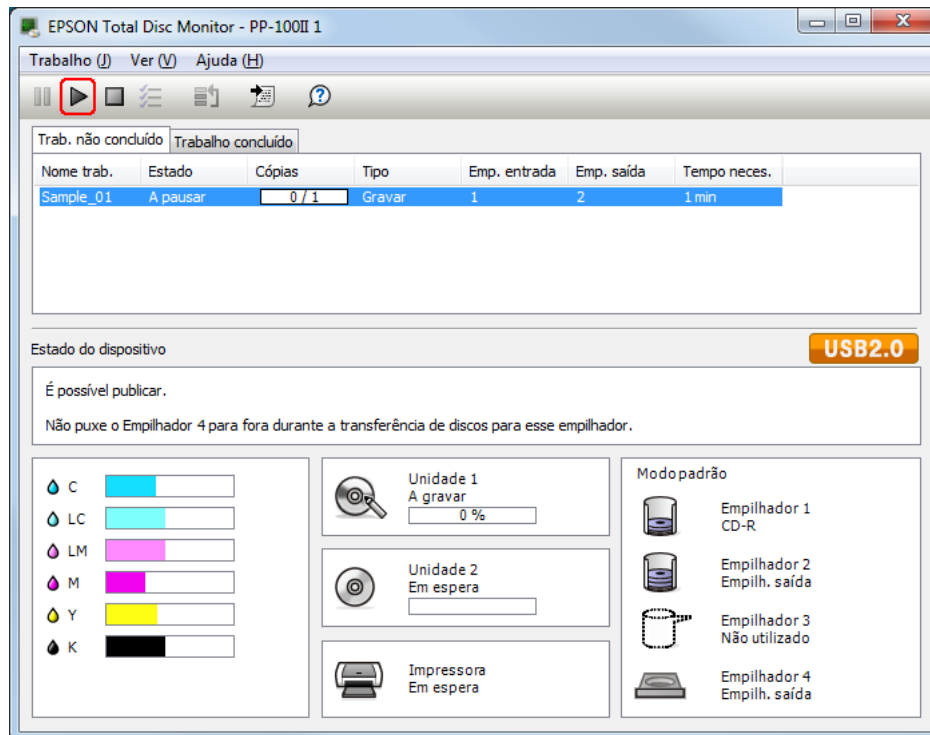 EPSON Total Disc Monitor - PP-100II 1
Trabalho (J) Ver (V) Ajuda (H)
Trab. não concluído Trabalho concluído
Nome trab. Estado Cópias Tipo Emp. entrada Emp. saída Tempo neces.
Sample_01 A pausar 0 / 1 Gravar 1 2 1 min
Estado do dispositivo
USB2.0
É possível publicar.
Não puxe o Empilhador 4 para fora durante a transferência de discos para esse empilhador.
C
LC
LM
M
Y
K
Unidade 1
A gravar
0 %
Unidade 2
Em espera
Impressora
Em espera
Modo padrão
Empilhador 1
CD-R
Empilhador 2
Empilh. saída
Empilhador 3
Não utilizado
Empilhador 4
Empilh. saída